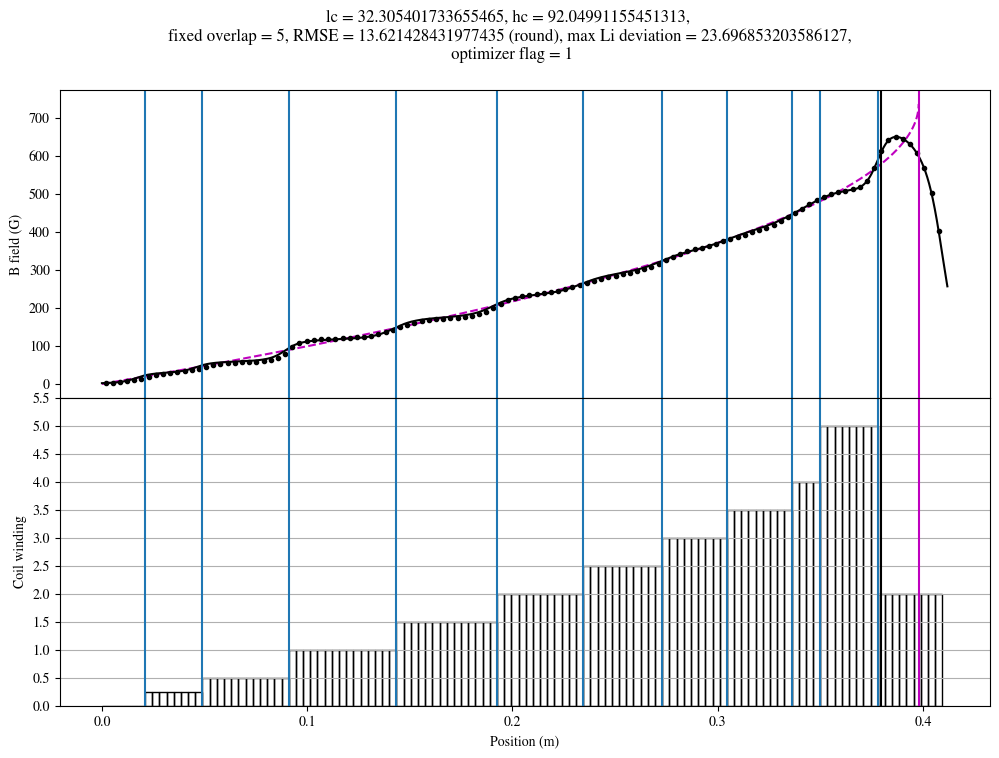 lc = 32.305401733655465, hc = 92.04991155451313,
fixed overlap = 5, RMSE = 13.621428431977435 (round), max Li deviation = 23.696853203586127,
optimizer flag = 1
700
600
500
400
300
200
100
0
B field (G)
5.5
5.0
4.5
4.0
3.5
3.0
2.5
2.0
1.5
1.0
0.5
0.0
Coil winding
0.0 0.1 0.2 0.3 0.4
Position (m)